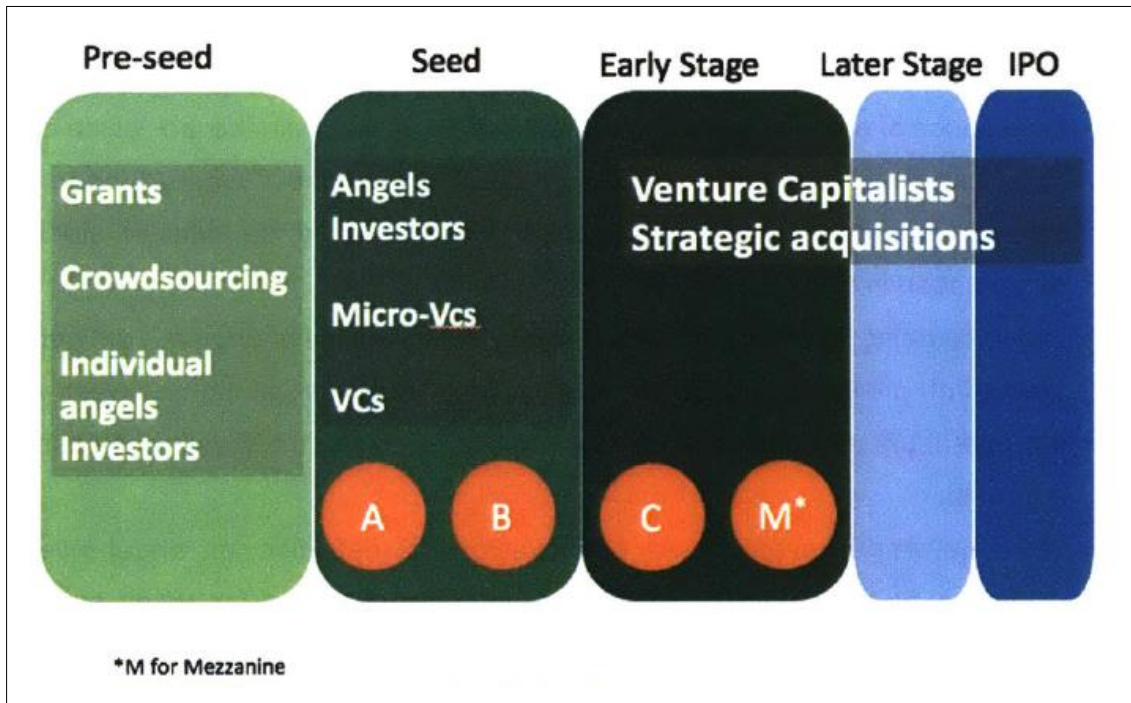 Pre-seed
Seed
Early Stage
Later Stage
IPO
Grants
Crowdsourcing
Individual
angels
Investors
Angels
Investors
Micro-Vcs
VCs
Venture Capitalists
Strategic acquisitions
A
B
C
M*
*M for Mezzanine